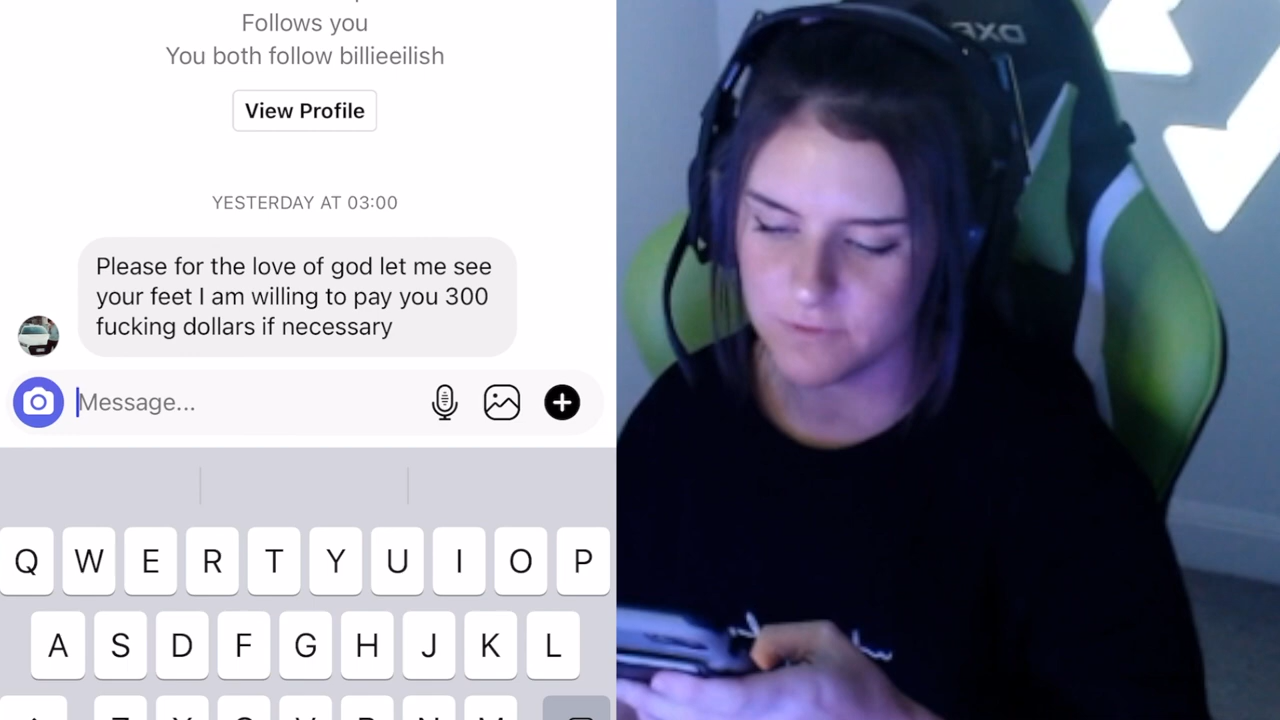 Follows you
You both follow billieeilish
View Profile
YESTERDAY AT 03:00
Please for the love of god let me see
your feet I am willing to pay you 300
fucking dollars if necessary
Message...
Q W E R T Y U I O P
A S D F G H J K L